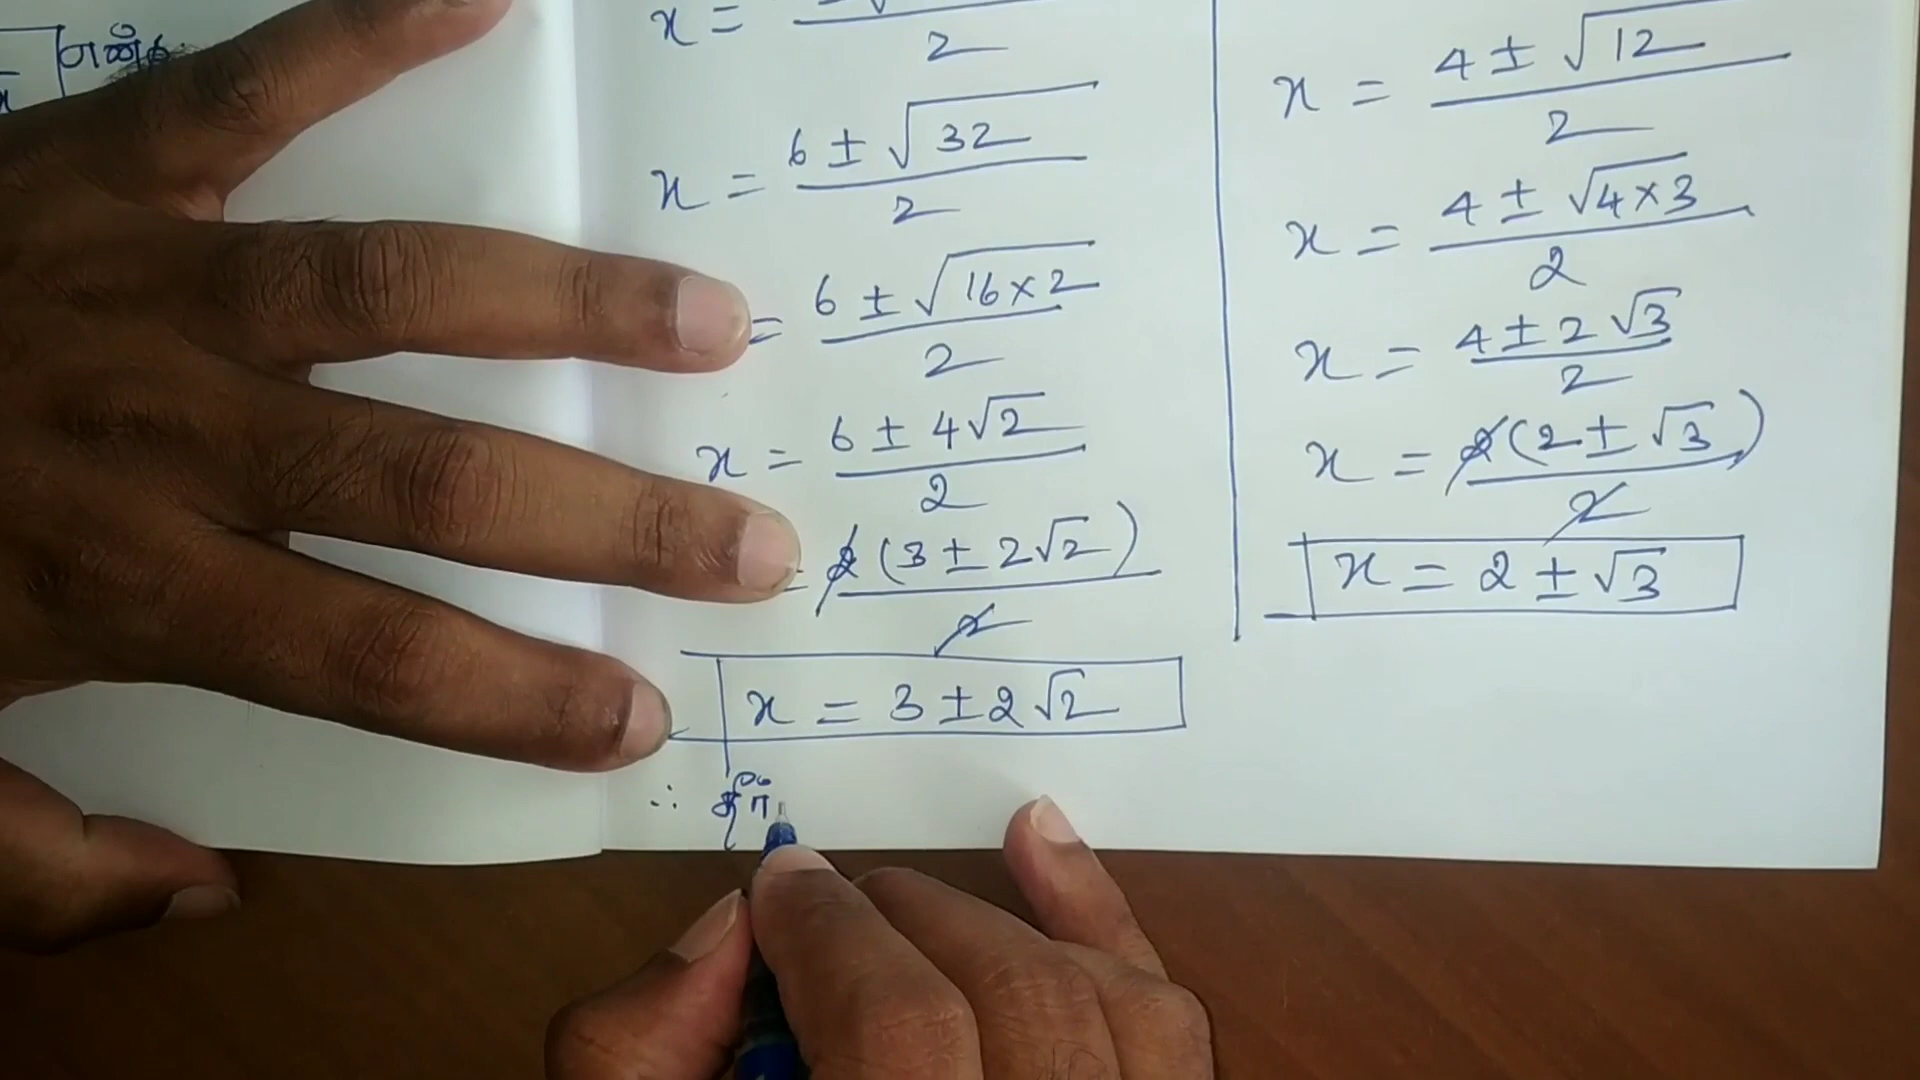 x =
2
x = 6 ± √32
2
= 6 ± √16×2
2
x = 6 ± 4√2
2
= 2 (3 ± 2√2)
2
x = 3 ± 2√2
∴
x = 4 ± √12
2
x = 4 ± √4×3
2
x = 4 ± 2√3
2
x = 2(2 ± √3)
2
x = 2 ± √3